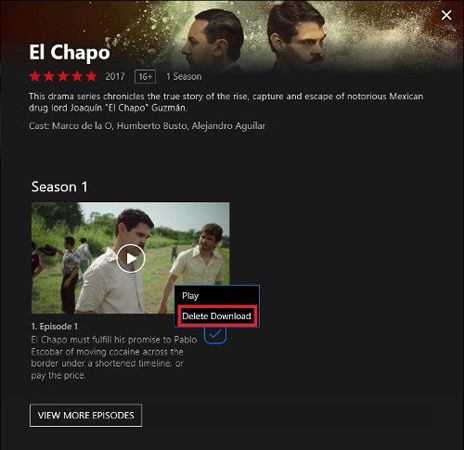 El Chapo
2017 16+ 1 Season
This drama series chronicles the true story of the rise, capture and escape of notorious Mexican
drug lord Joaquín "El Chapo" Guzmán.
Cast: Marco de la O, Humberto Busto, Alejandro Aguilar
Season 1
Play
Delete Download
1. Episode 1
El Chapo must fulfill his promise to Pablo
Escobar of moving cocaine across the
border under a shortened timeline, or
pay the price.
VIEW MORE EPISODES